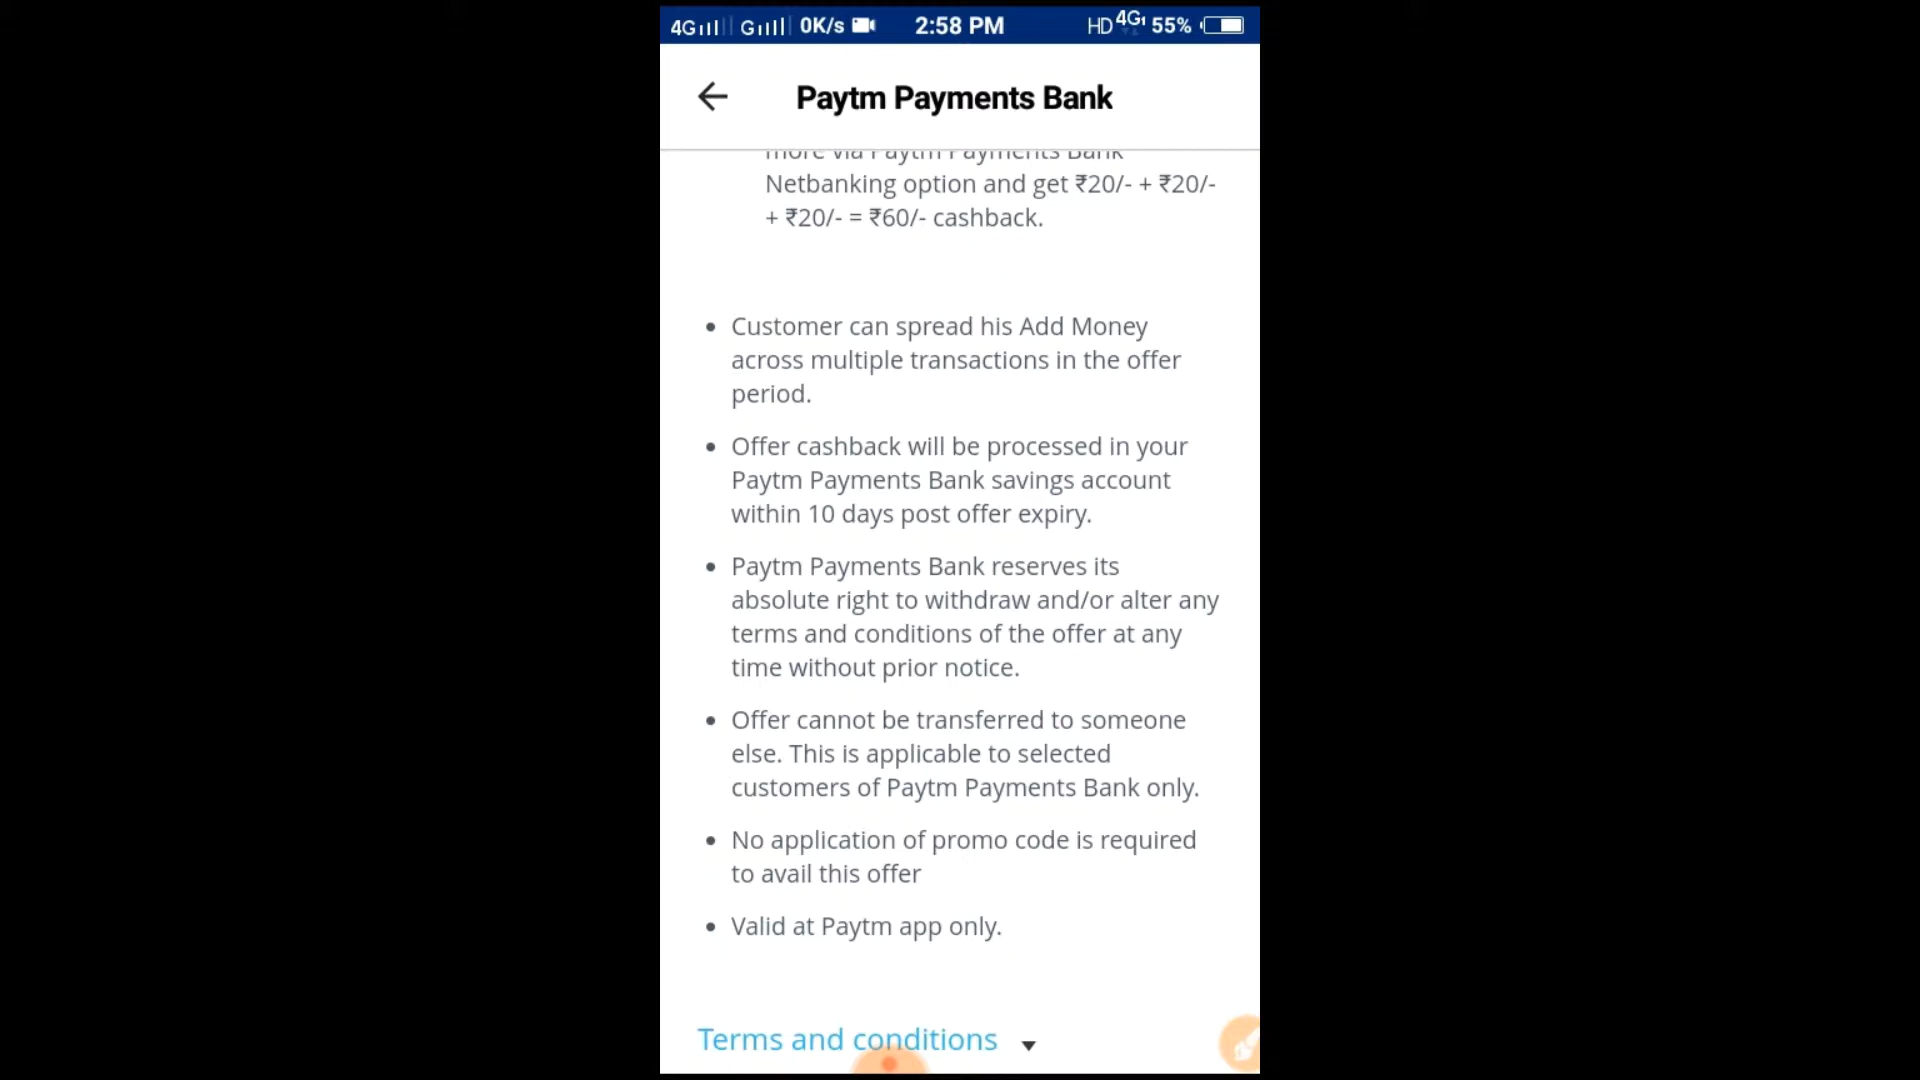 4G G 0K/s 2:58 PM HD 4G 55%
Paytm Payments Bank
more via Paytm Payments Bank
Netbanking option and get ₹20/- + ₹20/-
+ ₹20/- = ₹60/- cashback.
• Customer can spread his Add Money
across multiple transactions in the offer
period.
• Offer cashback will be processed in your
Paytm Payments Bank savings account
within 10 days post offer expiry.
• Paytm Payments Bank reserves its
absolute right to withdraw and/or alter any
terms and conditions of the offer at any
time without prior notice.
• Offer cannot be transferred to someone
else. This is applicable to selected
customers of Paytm Payments Bank only.
• No application of promo code is required
to avail this offer
• Valid at Paytm app only.
Terms and conditions